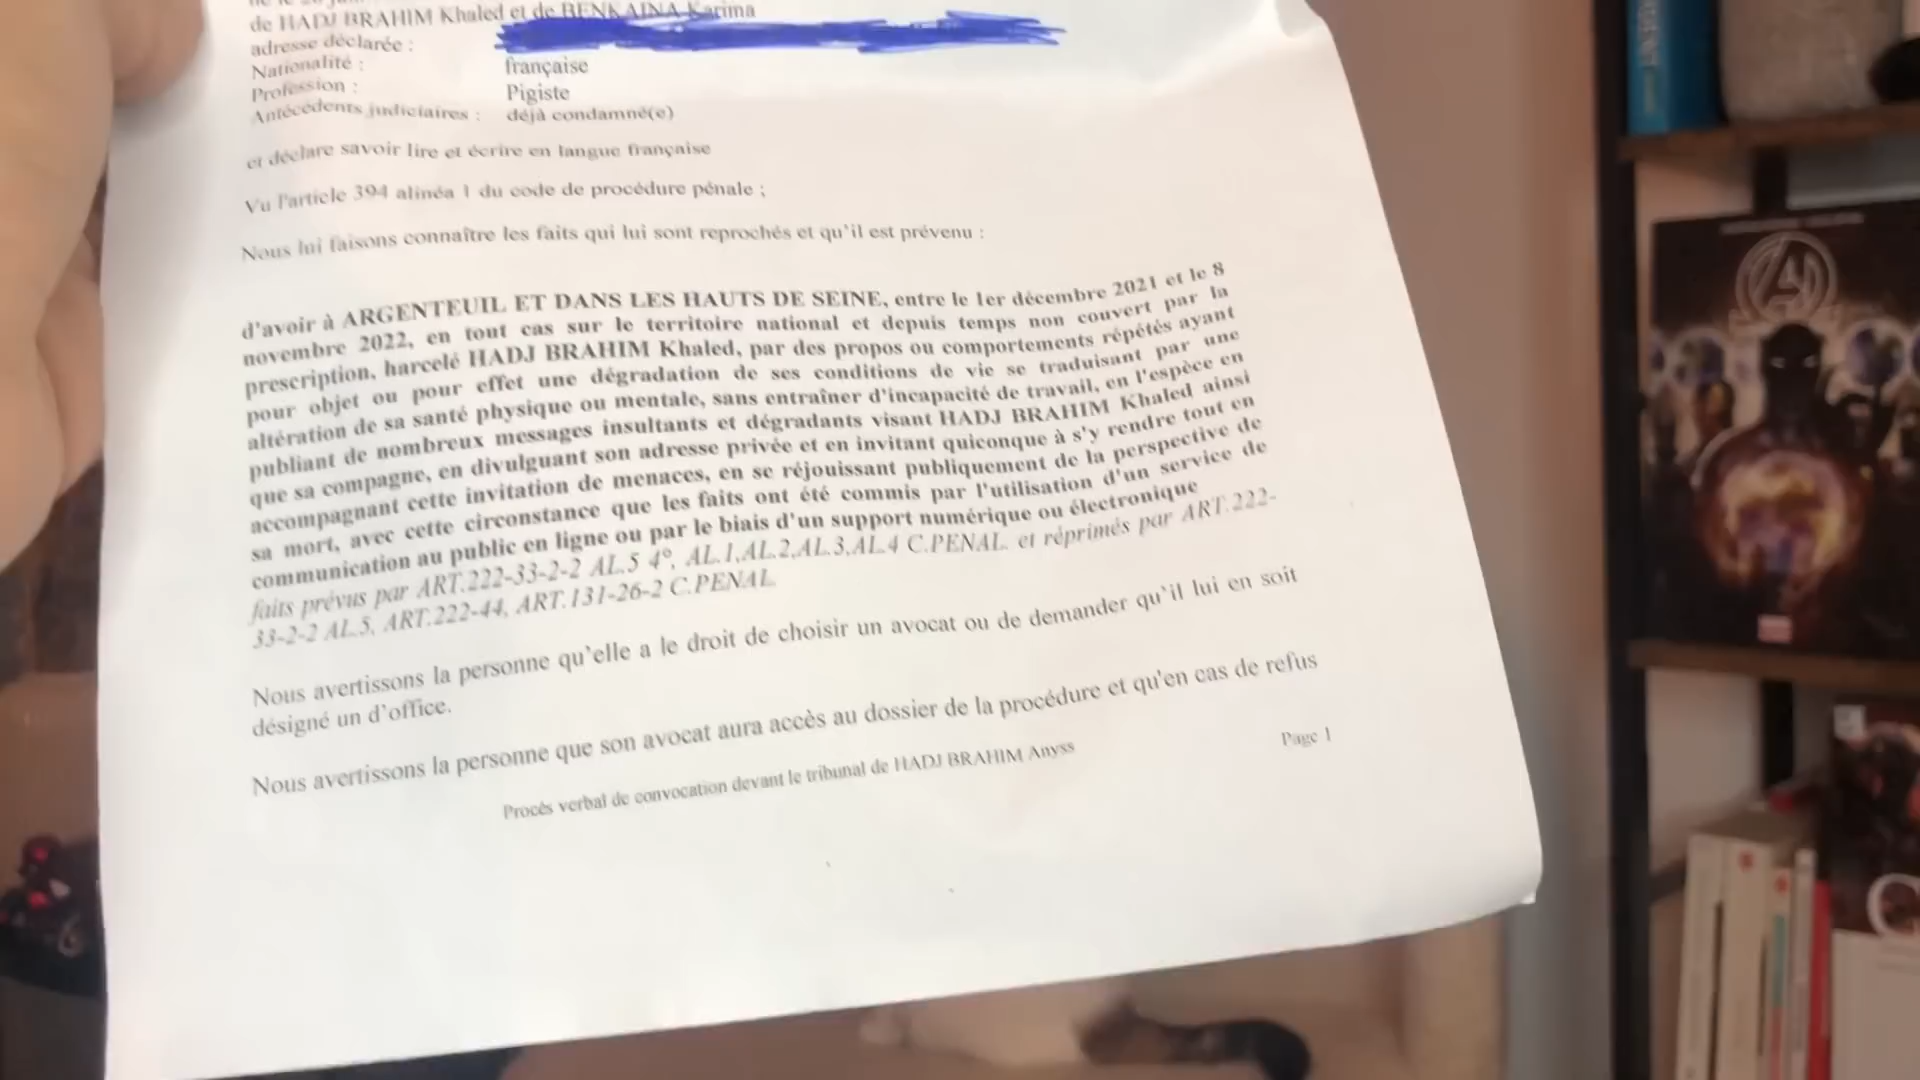 de HADJ BRAHIM Khaled et de BENKAINA Karima
adresse déclarée :
Nationalité : française
Profession : Pigiste
Antécédents judiciaires : déjà condamné(e)
et déclare savoir lire et écrire en langue française
Vu l'article 394 alinéa 1 du code de procédure pénale ;
Nous lui faisons connaître les faits qui lui sont reprochés et qu'il est prévenu :
d'avoir à ARGENTEUIL ET DANS LES HAUTS DE SEINE, entre le 1er décembre 2021 et le 8
novembre 2022, en tout cas sur le territoire national et depuis temps non couvert par la
prescription, harcelé HADJ BRAHIM Khaled, par des propos ou comportements répétés ayant
pour objet ou pour effet une dégradation de ses conditions de vie se traduisant par une
altération de sa santé physique ou mentale, sans entraîner d'incapacité de travail, en l'espèce en
publiant de nombreux messages insultants et dégradants visant HADJ BRAHIM Khaled ainsi
que sa compagne, en divulguant son adresse privée et en invitant quiconque à s'y rendre tout en
accompagnant cette invitation de menaces, en se réjouissant publiquement de la perspective de
sa mort, avec cette circonstance que les faits ont été commis par l'utilisation d'un service de
communication au public en ligne ou par le biais d'un support numérique ou électronique
faits prévus par ART.222-33-2-2 AL.5 4°, AL.1,AL.2,AL.3,AL.4 C.PENAL. et réprimés par ART.222-
33-2-2 AL.5, ART.222-44, ART.131-26-2 C.PENAL.
Nous avertissons la personne qu'elle a le droit de choisir un avocat ou de demander qu'il lui en soit
désigné un d'office.
Nous avertissons la personne que son avocat aura accès au dossier de la procédure et qu'en cas de refus
Procès verbal de convocation devant le tribunal de HADJ BRAHIM Anyss
Page 1